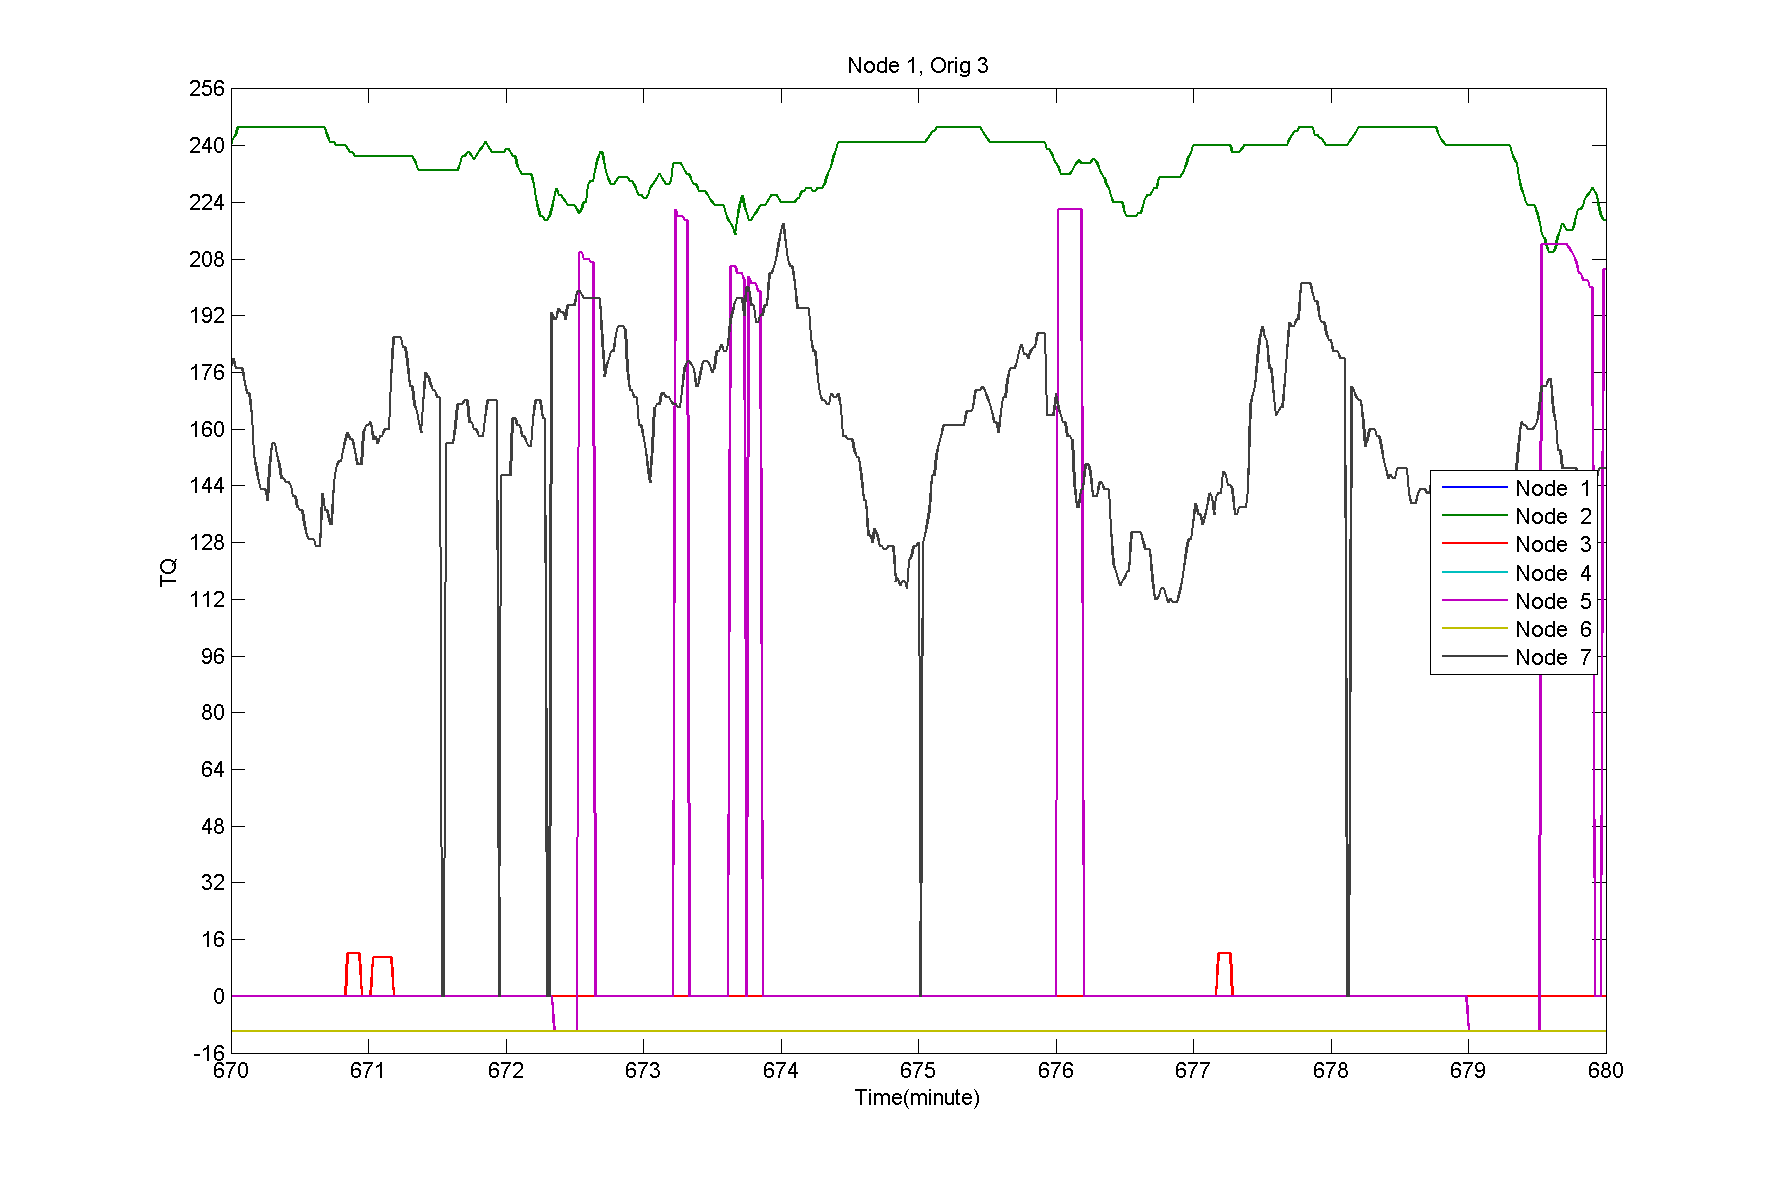 Node 1, Orig 3
256
240
224
208
192
176
160
144
128
112
96
80
64
48
32
16
0
-16
TQ
Node 1
Node 2
Node 3
Node 4
Node 5
Node 6
Node 7
670 671 672 673 674 675 676 677 678 679 680
Time(minute)